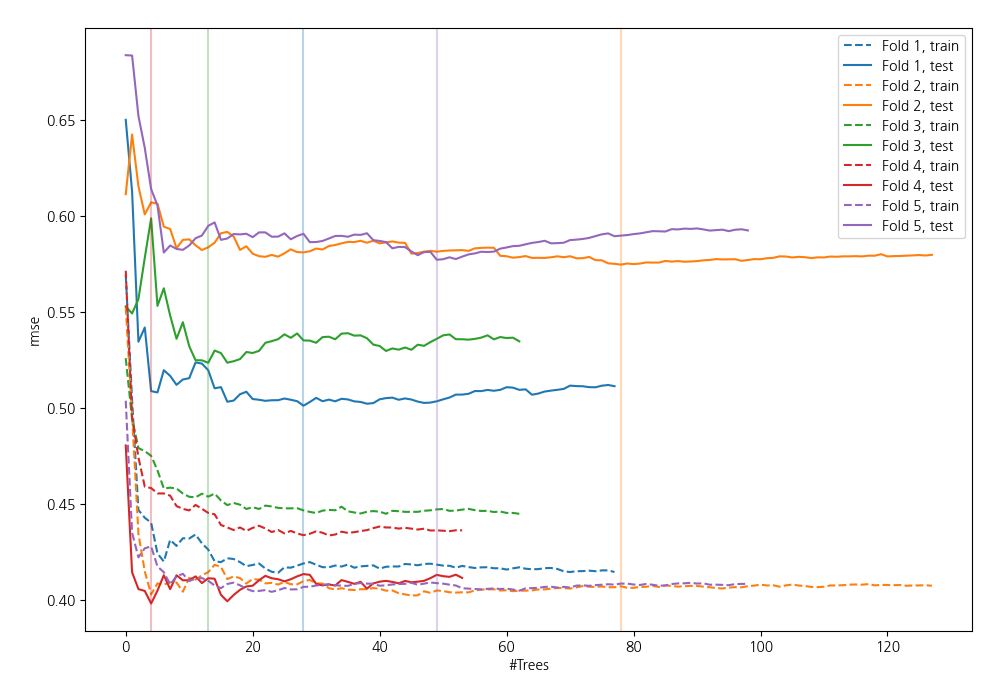 Fold 1, train
Fold 1, test
Fold 2, train
Fold 2, test
Fold 3, train
Fold 3, test
Fold 4, train
Fold 4, test
Fold 5, train
Fold 5, test
rmse
0.65
0.60
0.55
0.50
0.45
0.40
0 20 40 60 80 100 120
#Trees